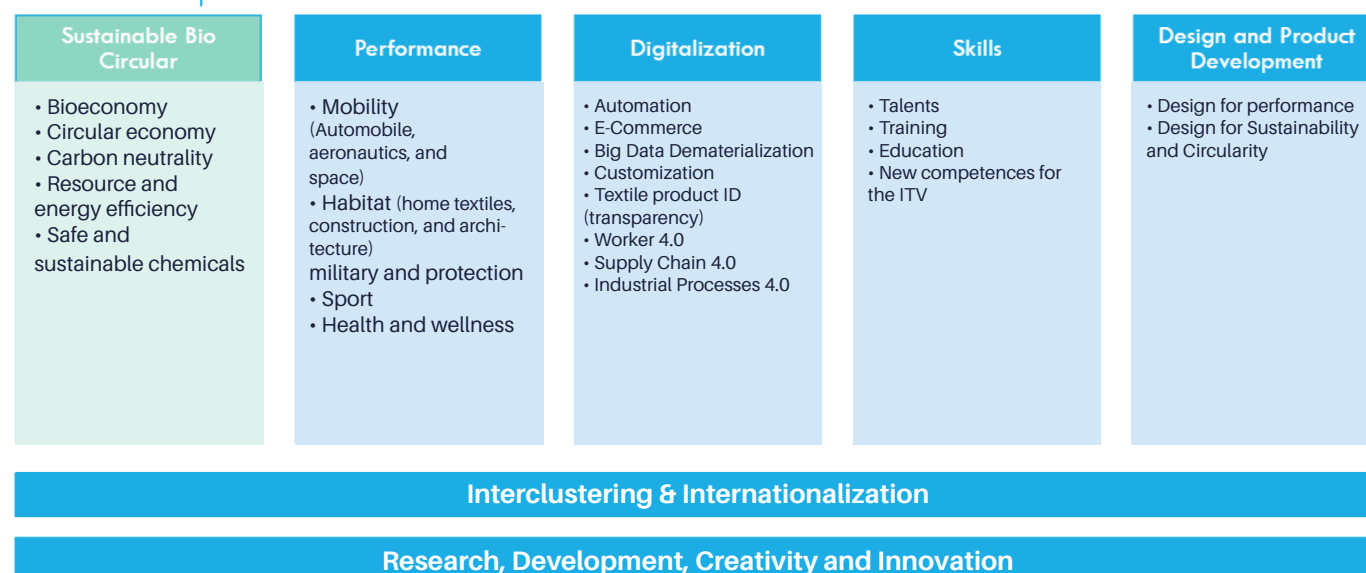 Sustainable Bio
Circular
• Bioeconomy
• Circular economy
• Carbon neutrality
• Resource and
energy efficiency
• Safe and
sustainable chemicals
Performance
• Mobility
(Automobile,
aeronautics, and
space)
• Habitat (home textiles,
construction, and archi-
tecture)
military and protection
• Sport
• Health and wellness
Digitalization
• Automation
• E-Commerce
• Big Data Dematerialization
• Customization
• Textile product ID
(transparency)
• Worker 4.0
• Supply Chain 4.0
• Industrial Processes 4.0
Skills
• Talents
• Training
• Education
• New competences for
the ITV
Design and Product
Development
• Design for performance
• Design for Sustainability
and Circularity
Interclustering & Internationalization
Research, Development, Creativity and Innovation